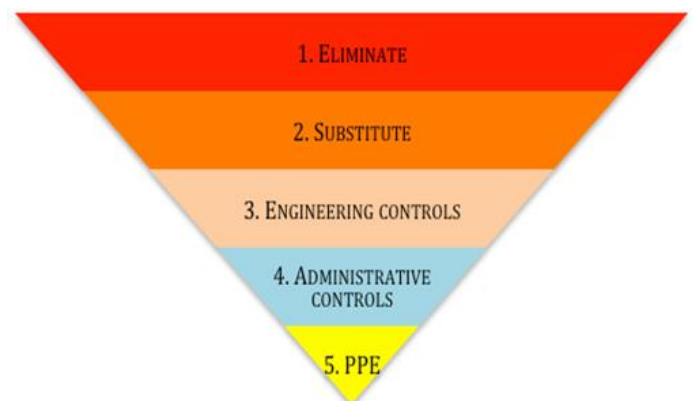 1. ELIMINATE
2. SUBSTITUTE
3. ENGINEERING CONTROLS
4. ADMINISTRATIVE
CONTROLS
5. PPE